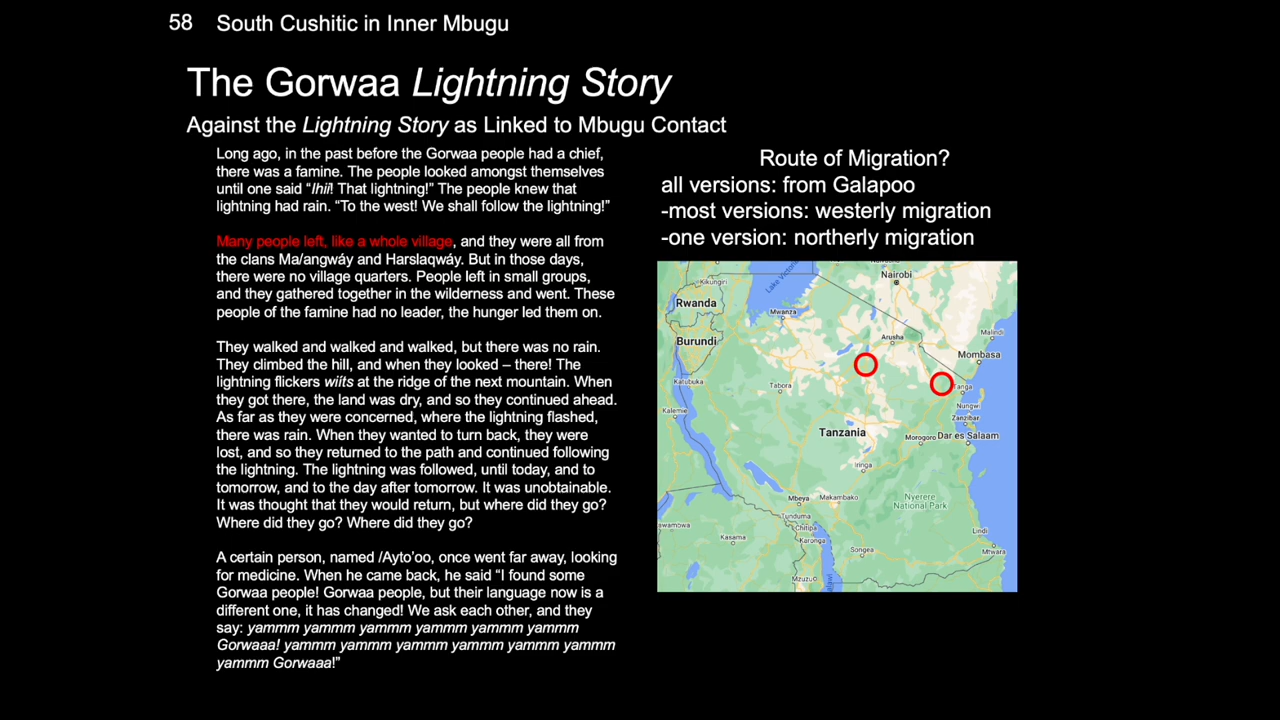 58 South Cushitic in Inner Mbugu
The Gorwaa Lightning Story
Against the Lightning Story as Linked to Mbugu Contact
Long ago, in the past before the Gorwaa people had a chief,
there was a famine. The people looked amongst themselves
until one said “Ihii! That lightning!” The people knew that
lightning had rain. “To the west! We shall follow the lightning!”
Many people left, like a whole village, and they were all from
the clans Ma/angwáy and Harslaqwáy. But in those days,
there were no village quarters. People left in small groups,
and they gathered together in the wilderness and went. These
people of the famine had no leader, the hunger led them on.
They walked and walked and walked, but there was no rain.
They climbed the hill, and when they looked – there! The
lightning flickers wiîts at the ridge of the next mountain. When
they got there, the land was dry, and so they continued ahead.
As far as they were concerned, where the lightning flashed,
there was rain. When they wanted to turn back, they were
lost, and so they returned to the path and continued following
the lightning. The lightning was followed, until today, and to
tomorrow, and to the day after tomorrow. It was unobtainable.
It was thought that they would return, but where did they go?
Where did they go? Where did they go?
A certain person, named /Ayto’oo, once went far away, looking
for medicine. When he came back, he said “I found some
Gorwaa people! Gorwaa people, but their language now is a
different one, it has changed! We ask each other, and they
say: yammm yammm yammm yammm yammm yammm
Gorwaaa! yammm yammm yammm yammm yammm yammm
yammm Gorwaaa!”
Route of Migration?
all versions: from Galapoo
-most versions: westerly migration
-one version: northerly migration
Nairobi
Kikungiri
Lake Victoria
Rwanda
Mwanza
Malindi
Arusha
Burundi
Mombasa
Katubuka
Tabora
Tanga
Nungwi
Kalemie
Zanzibar
Tanzania
Morogoro Dar es Salaam
Iringa
Mbeya
Makambako
Nyerere
National Park
Tunduma
Chitipa
Lindi
Kasama
Karonga
Songea
Mtwara
Mzuzu